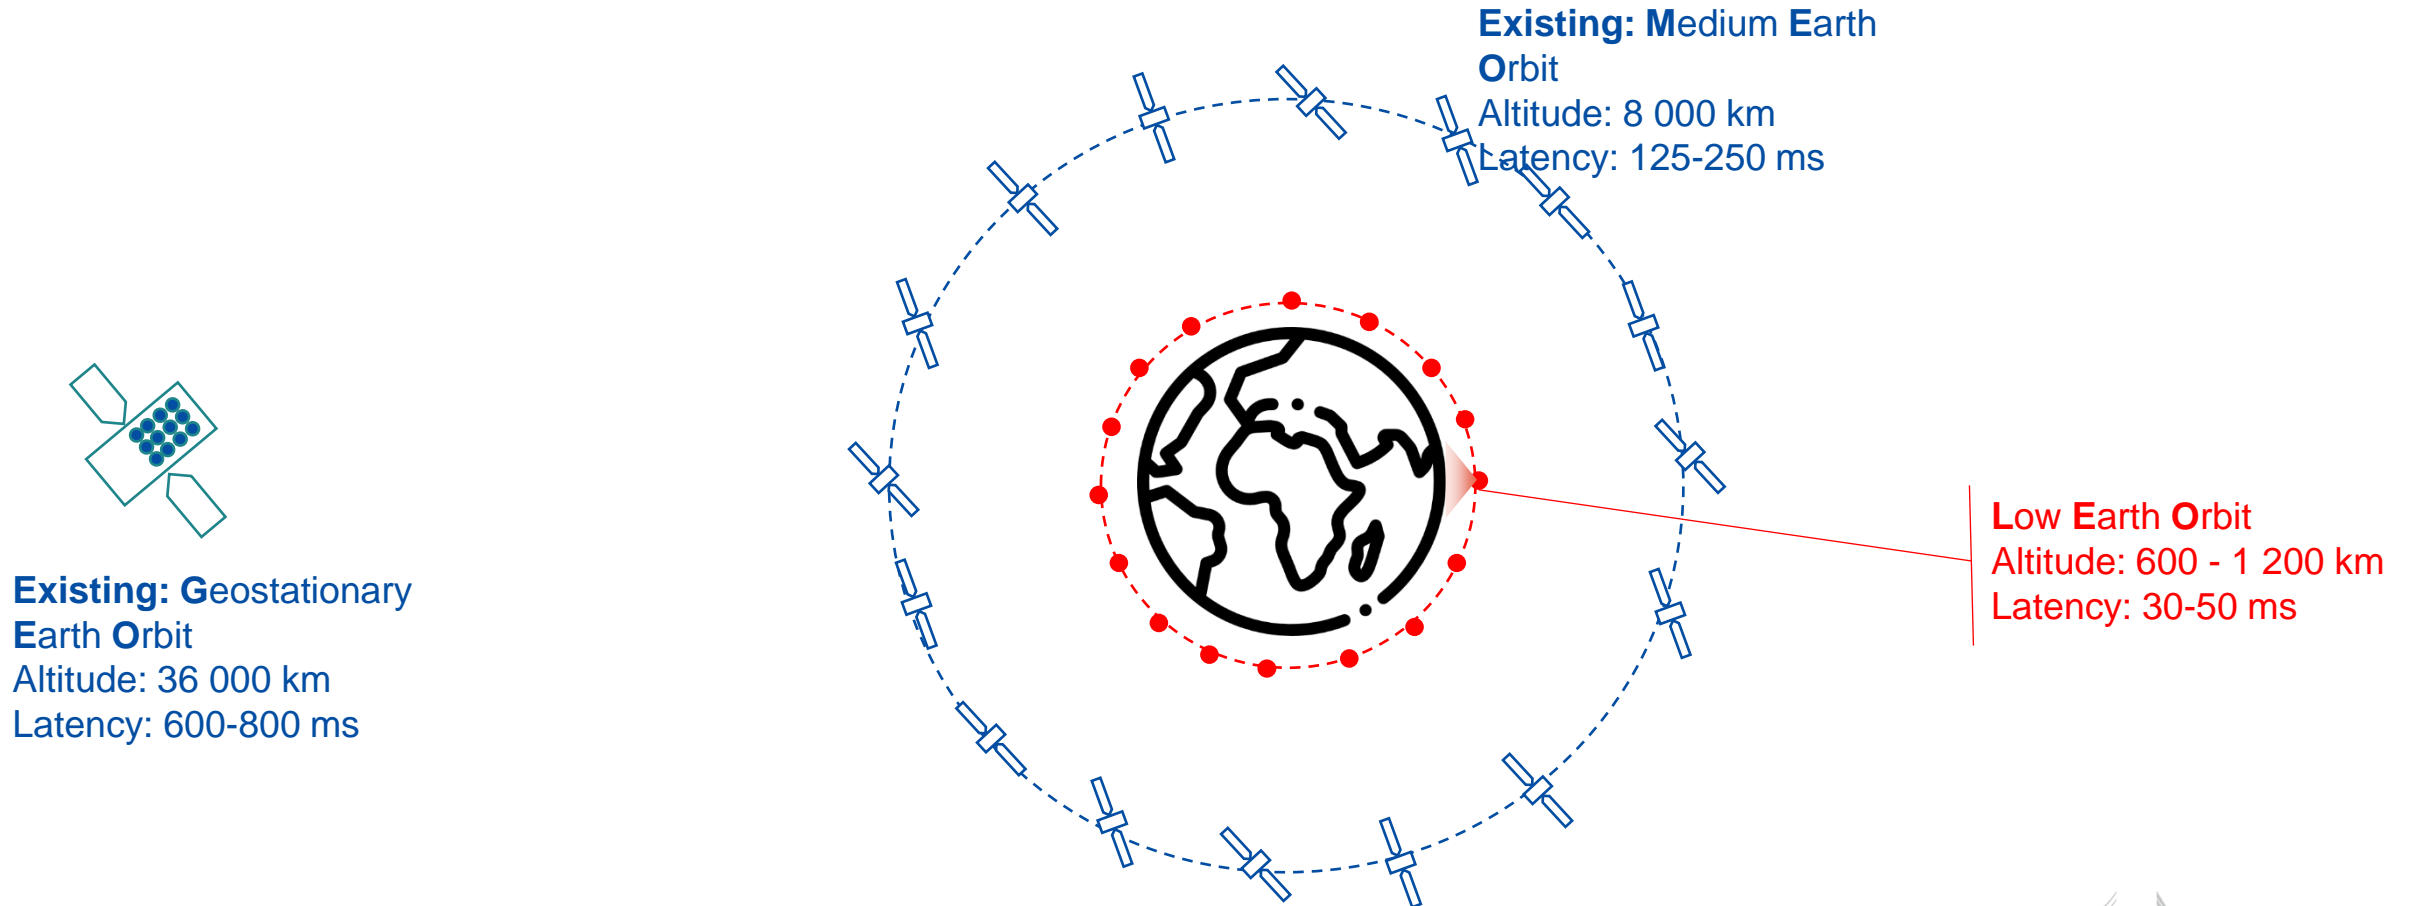 Existing: Medium Earth
Orbit
Altitude: 8 000 km
Latency: 125-250 ms
Low Earth Orbit
Altitude: 600 - 1 200 km
Latency: 30-50 ms
Existing: Geostationary
Earth Orbit
Altitude: 36 000 km
Latency: 600-800 ms